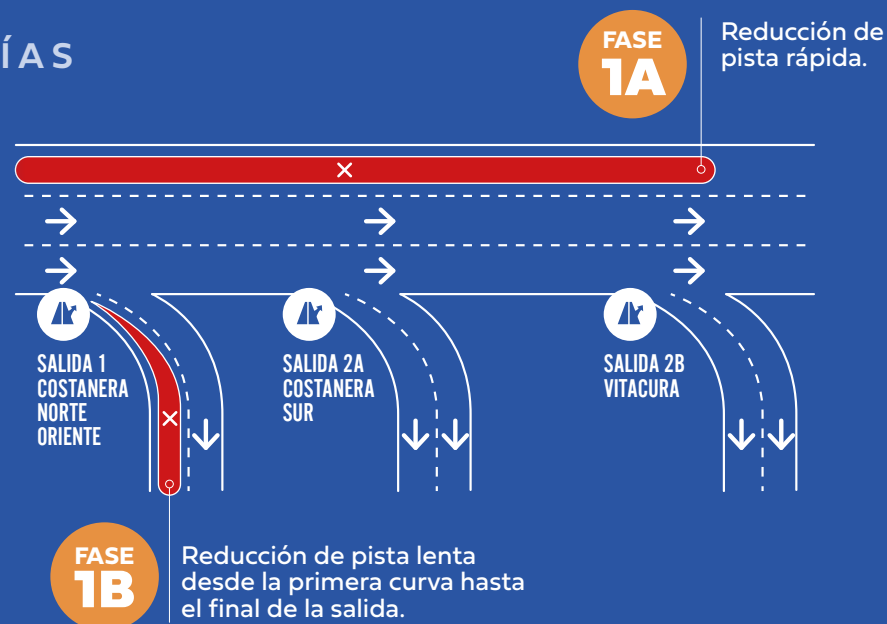 ÍAS
FASE
1A
Reducción de
pista rápida.
SALIDA 1
COSTANERA
NORTE
ORIENTE
SALIDA 2A
COSTANERA
SUR
SALIDA 2B
VITACURA
FASE
1B
Reducción de pista lenta
desde la primera curva hasta
el final de la salida.